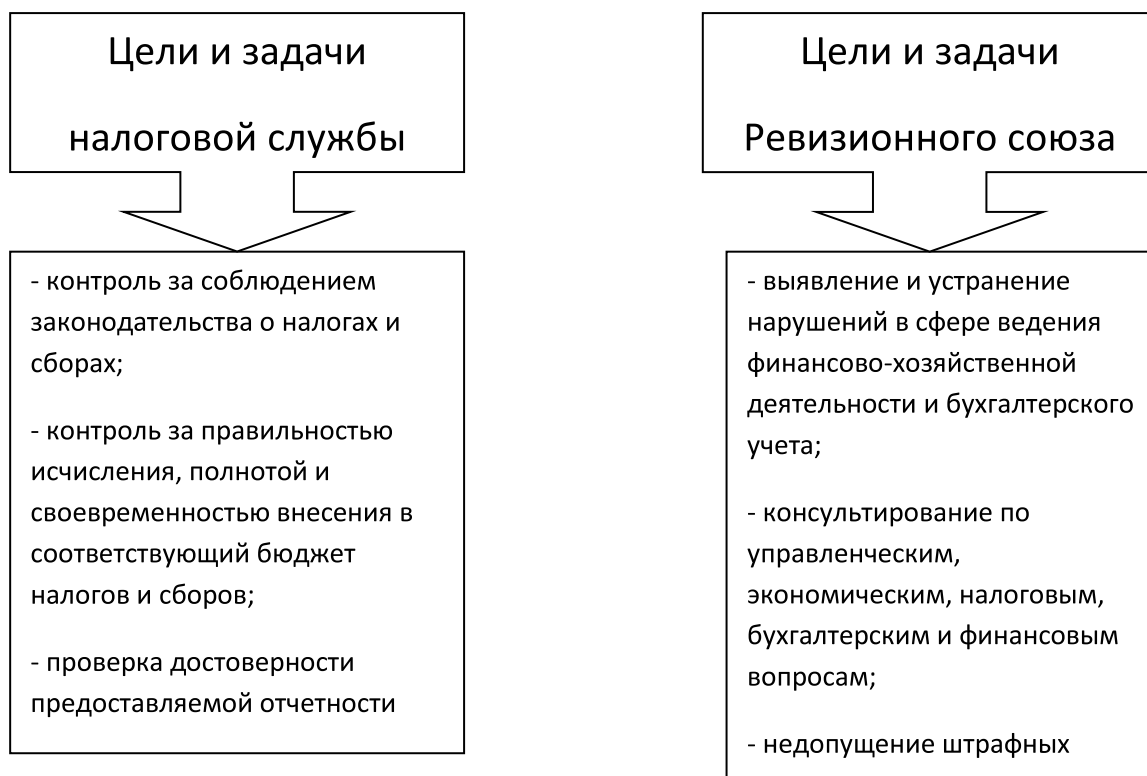 Цели и задачи
налоговой службы
- контроль за соблюдением
законодательства о налогах и
сборах;
- контроль за правильностью
исчисления, полнотой и
своевременностью внесения в
соответствующий бюджет
налогов и сборов;
- проверка достоверности
предоставляемой отчетности
Цели и задачи
Ревизионного союза
- выявление и устранение
нарушений в сфере ведения
финансово-хозяйственной
деятельности и бухгалтерского
учета;
- консультирование по
управленческим,
экономическим, налоговым,
бухгалтерским и финансовым
вопросам;
- недопущение штрафных